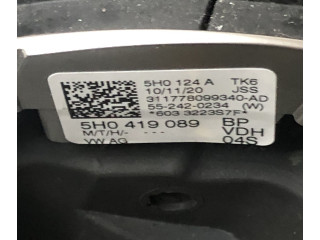 5H0 124 A TK6
10/11/20 JSS
311778099340-AD
55-242-0234 (W)
*603 3223S7F*
5H0 419 089 BP
M/T/H/- - - - VDH
VW AG 04S